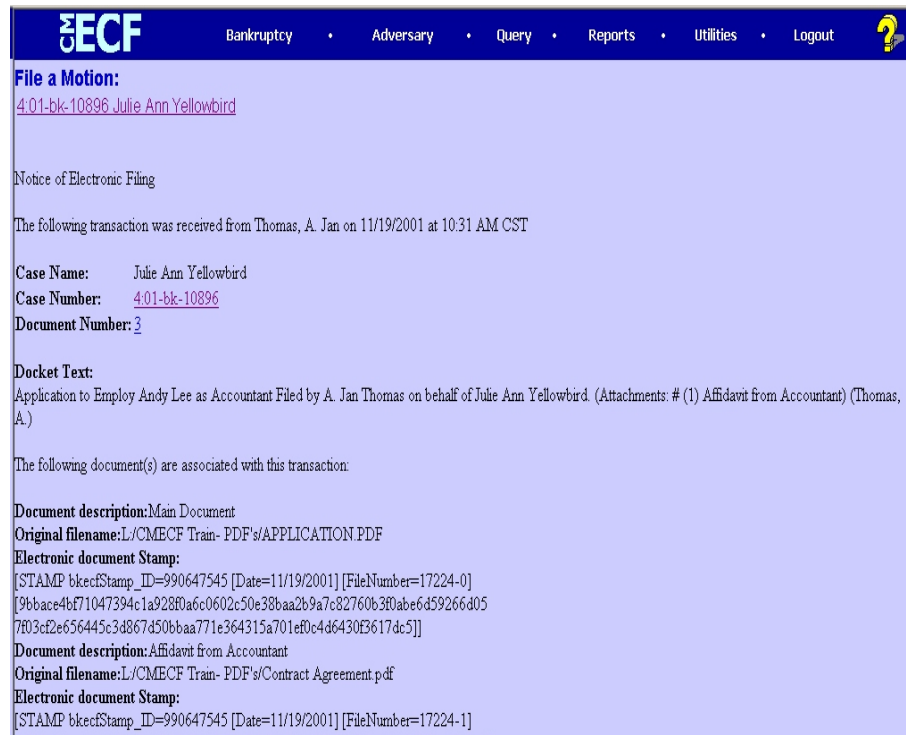 CM ECF Bankruptcy • Adversary • Query • Reports • Utilities • Logout ?
File a Motion:
4:01-bk-10896 Julie Ann Yellowbird
Notice of Electronic Filing
The following transaction was received from Thomas, A. Jan on 11/19/2001 at 10:31 AM CST
Case Name: Julie Ann Yellowbird
Case Number: 4:01-bk-10896
Document Number: 3
Docket Text:
Application to Employ Andy Lee as Accountant Filed by A. Jan Thomas on behalf of Julie Ann Yellowbird. (Attachments: # (1) Affidavit from Accountant) (Thomas,
A.)
The following document(s) are associated with this transaction:
Document description:Main Document
Original filename:L:/CMECF Train- PDF's/APPLICATION.PDF
Electronic document Stamp:
[STAMP bkecfStamp_ID=990647545 [Date=11/19/2001] [FileNumber=17224-0]
[9bbace4bf71047394c1a928f0a6c0602c50e38baa2b9a7c82760b3f0abe6d59266d05
7f03cf2e656445c3d867d50bbaa771e364315a701ef0c4d6430f3617dc5]]
Document description:Affidavit from Accountant
Original filename:L:/CMECF Train- PDF's/Contract Agreement.pdf
Electronic document Stamp:
[STAMP bkecfStamp_ID=990647545 [Date=11/19/2001] [FileNumber=17224-1]